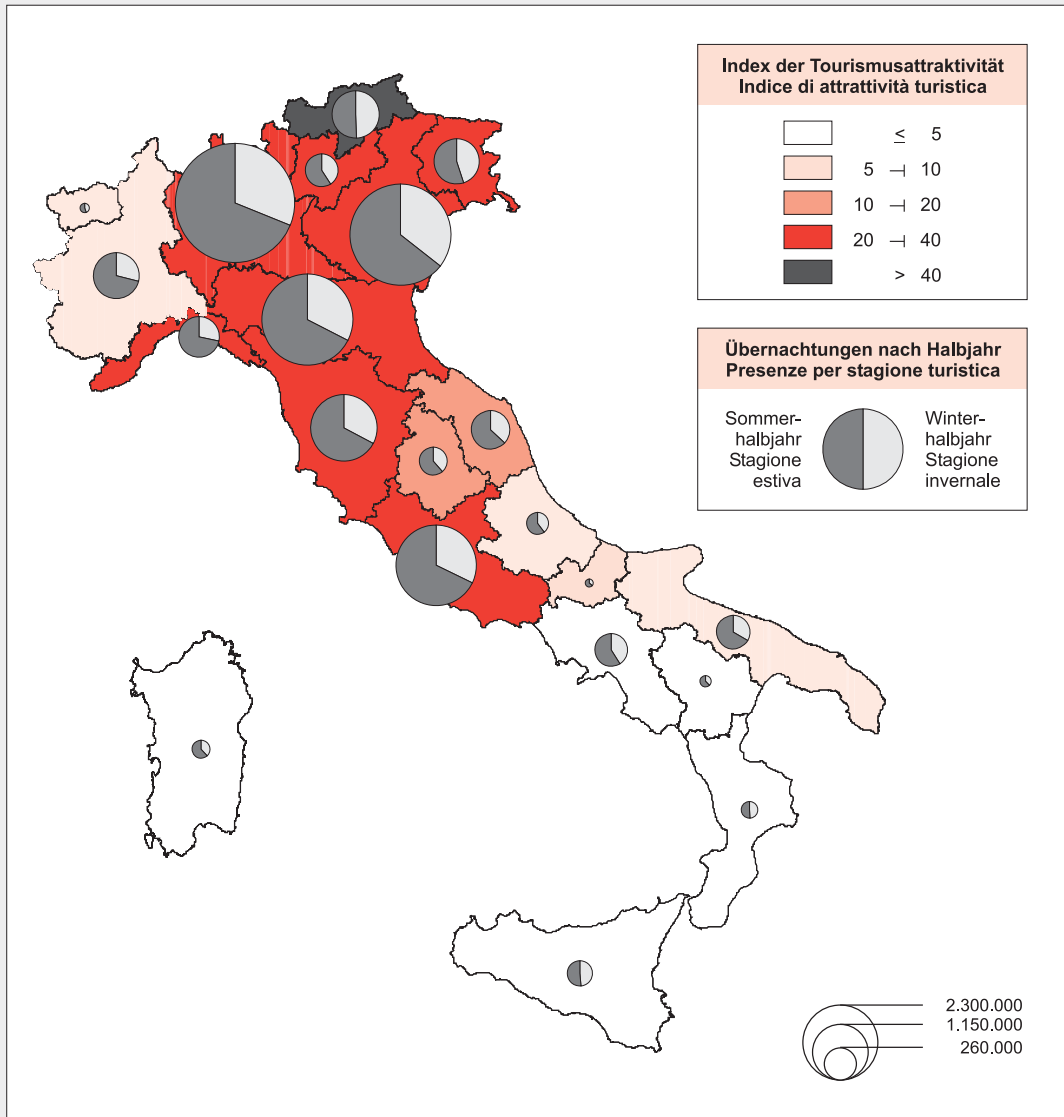 Index der Tourismusattraktivität
Indice di attrattività turistica
≤ 5
5 ⊣ 10
10 ⊣ 20
20 ⊣ 40
> 40
Übernachtungen nach Halbjahr
Presenze per stagione turistica
Sommer-
halbjahr
Stagione
estiva
Winter-
halbjahr
Stagione
invernale
2.300.000
1.150.000
260.000